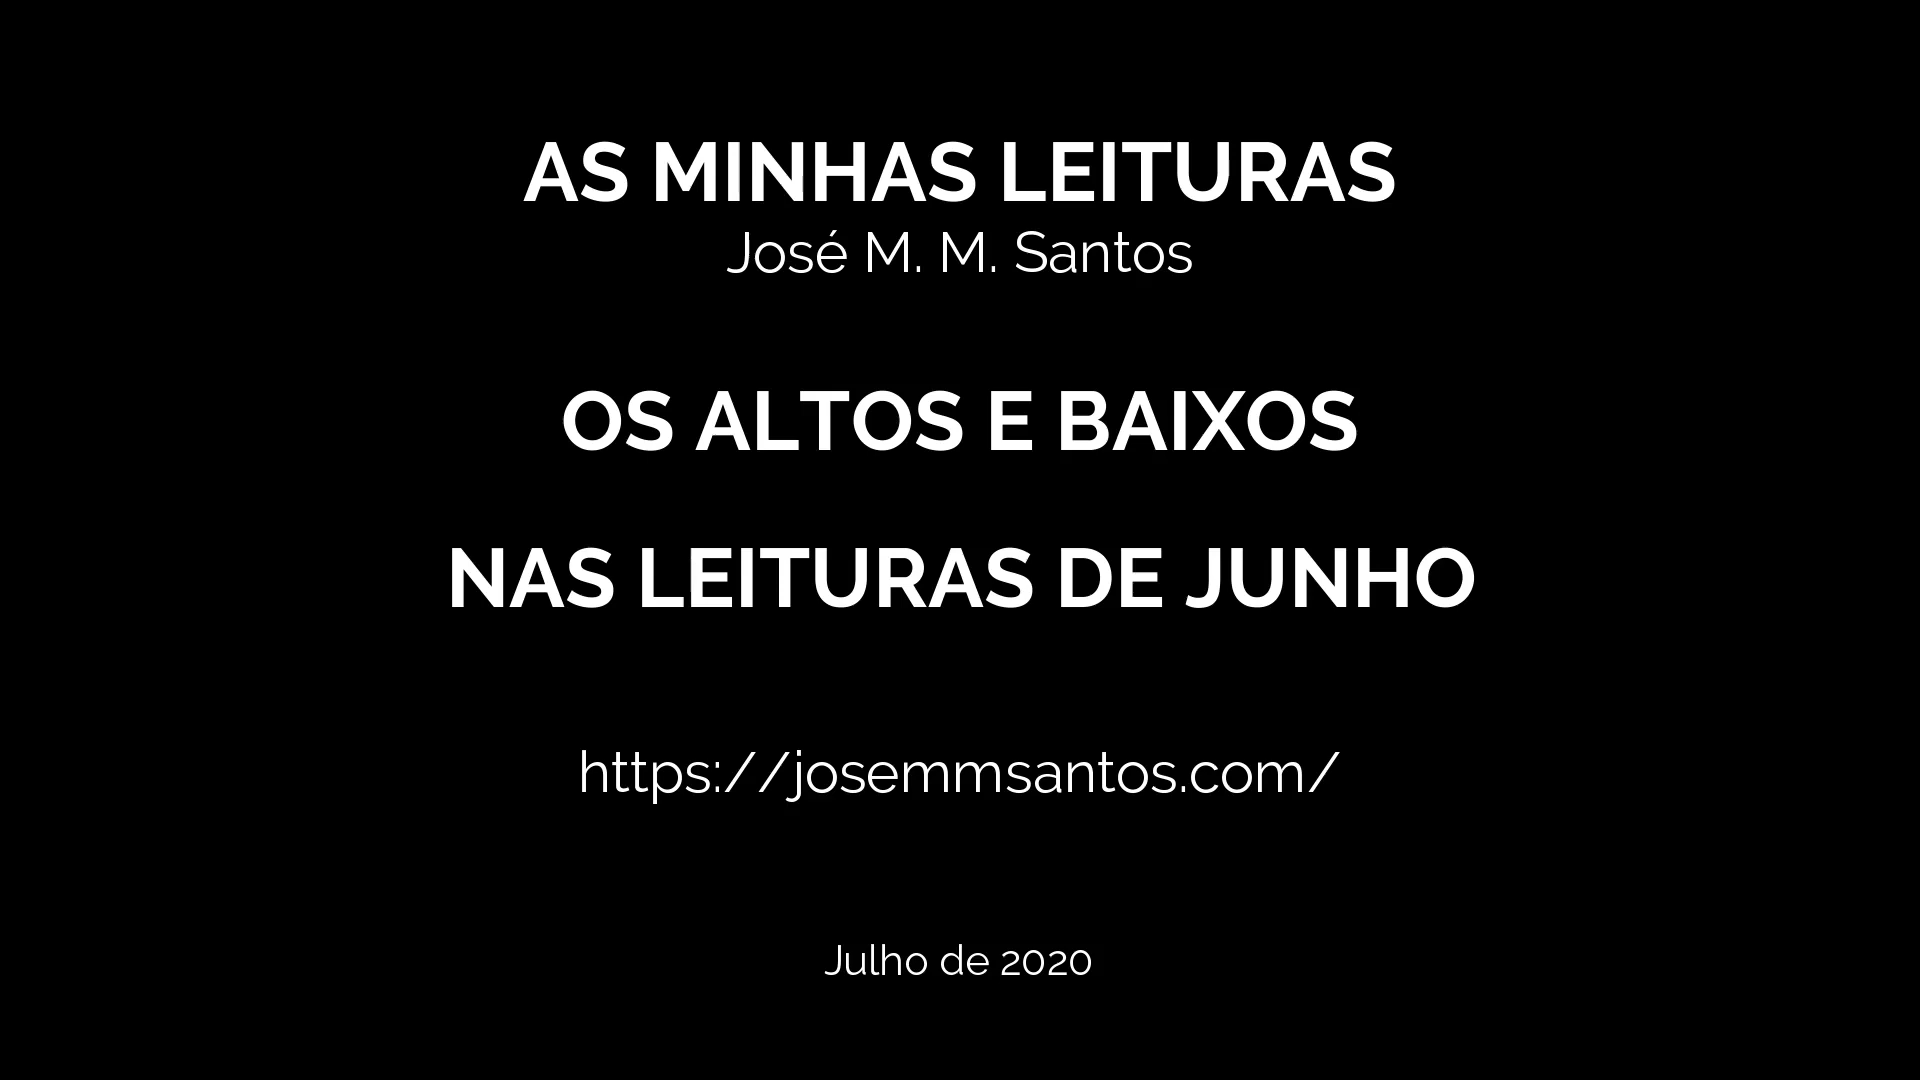 AS MINHAS LEITURAS
José M. M. Santos
OS ALTOS E BAIXOS
NAS LEITURAS DE JUNHO
https://josemmsantos.com/
Julho de 2020